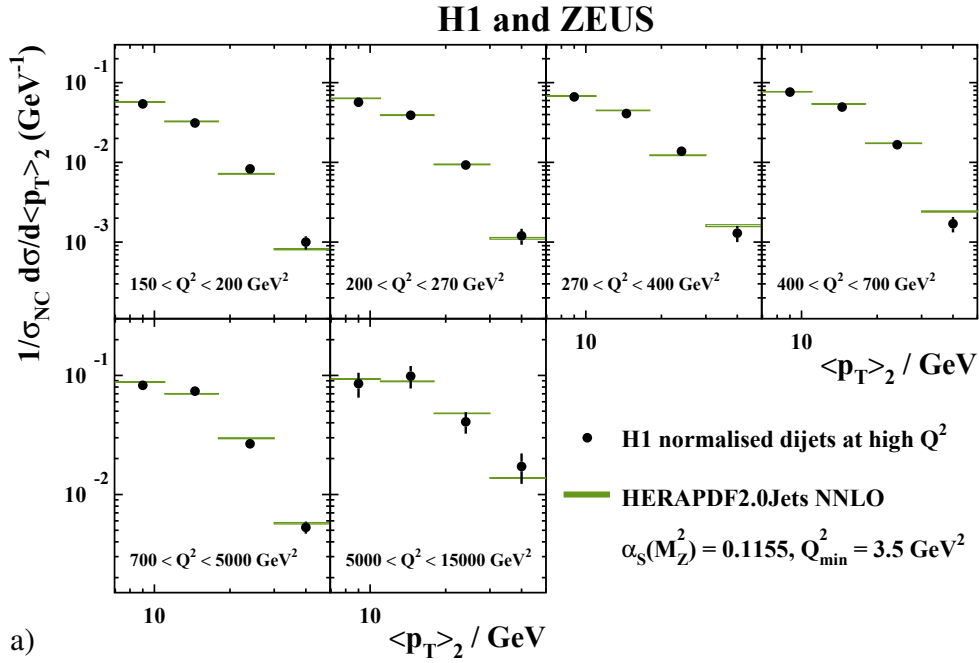 H1 and ZEUS
1/σ_NC dσ/d<p_T>_2 (GeV^-1)
10^-1
10^-2
10^-3
150 < Q^2 < 200 GeV^2
200 < Q^2 < 270 GeV^2
270 < Q^2 < 400 GeV^2
400 < Q^2 < 700 GeV^2
10
10
<p_T>_2 / GeV
10^-1
10^-2
700 < Q^2 < 5000 GeV^2
5000 < Q^2 < 15000 GeV^2
10
10
<p_T>_2 / GeV
H1 normalised dijets at high Q^2
HERAPDF2.0Jets NNLO
α_S(M_Z^2) = 0.1155, Q_min^2 = 3.5 GeV^2
a)